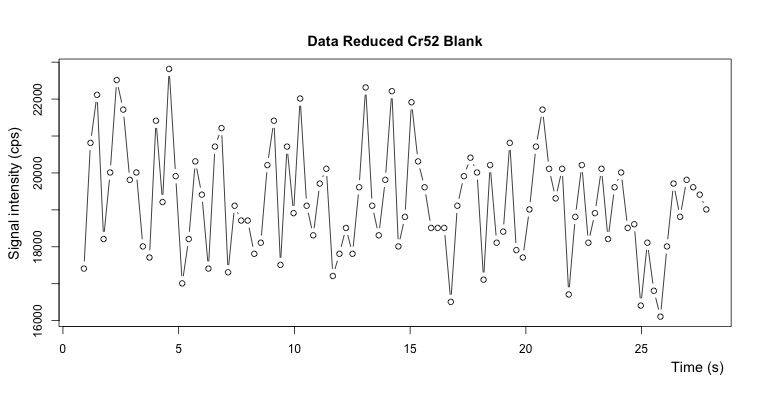 Data Reduced Cr52 Blank
Signal intensity (cps)
22000
20000
18000
16000
0 5 10 15 20 25
Time (s)